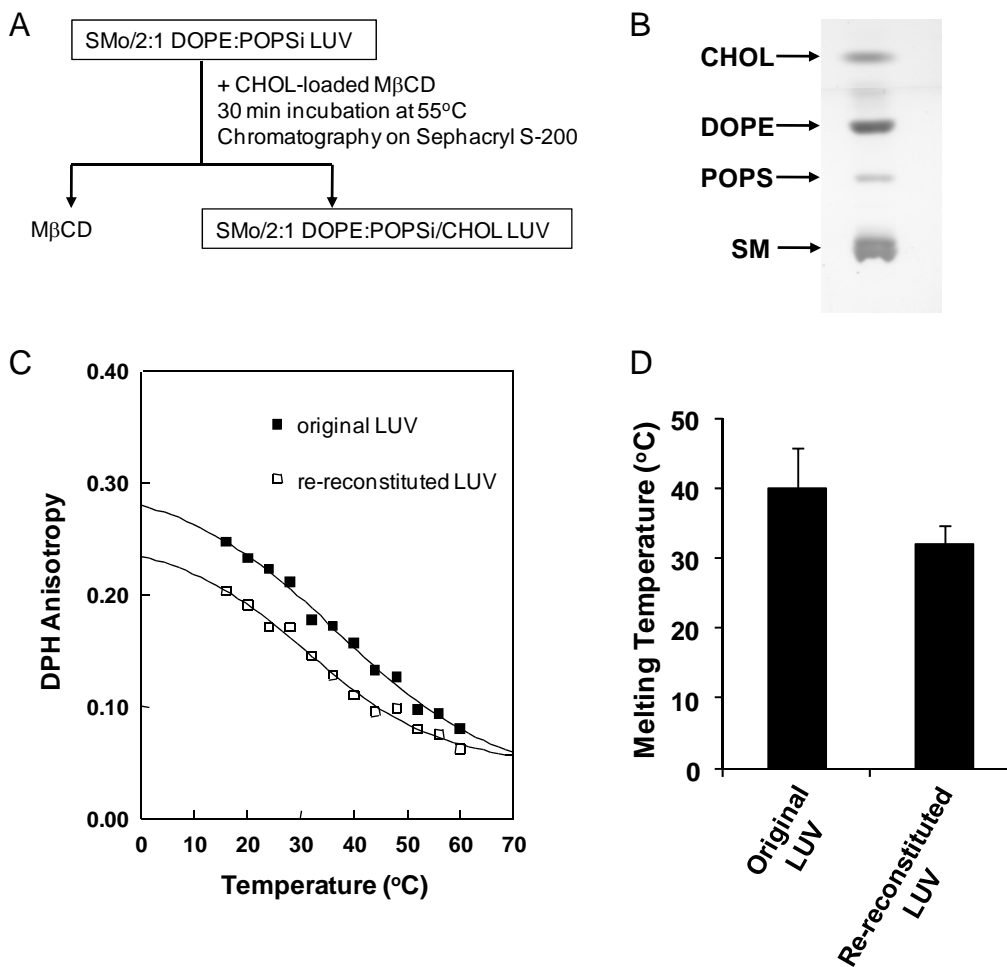 A
SMo/2:1 DOPE:POPSi LUV
+ CHOL-loaded MβCD
30 min incubation at 55ºC
Chromatography on Sephacryl S-200
MβCD
SMo/2:1 DOPE:POPSi/CHOL LUV
B
CHOL
DOPE
POPS
SM
C
0.40
0.30
0.20
0.10
0.00
DPH Anisotropy
original LUV
re-reconstituted LUV
0 10 20 30 40 50 60 70
Temperature (ºC)
D
50
40
30
20
10
0
Melting Temperature (ºC)
Original
LUV
Re-reconstituted
LUV